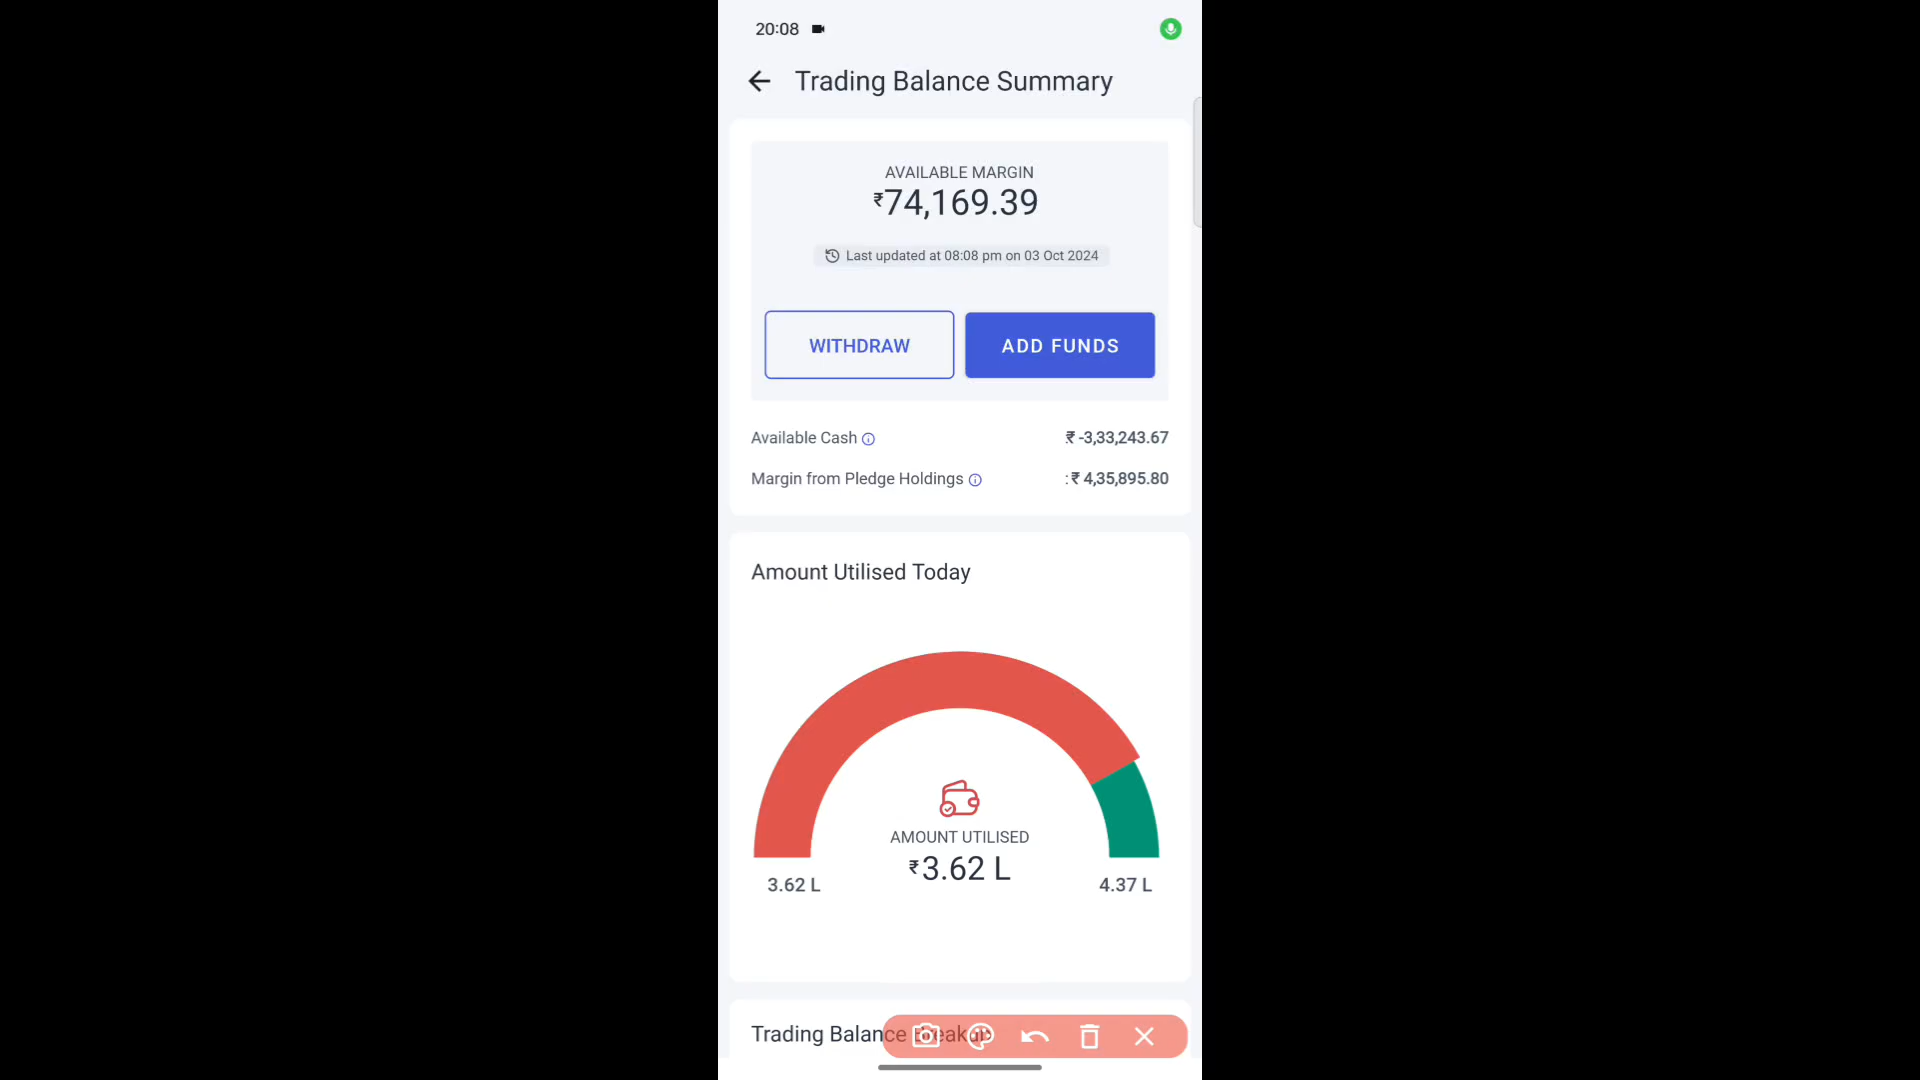 20:08
Trading Balance Summary
AVAILABLE MARGIN
₹74,169.39
Last updated at 08:08 pm on 03 Oct 2024
WITHDRAW
ADD FUNDS
Available Cash
:₹ -3,33,243.67
Margin from Pledge Holdings
:₹ 4,35,895.80
Amount Utilised Today
AMOUNT UTILISED
₹3.62 L
3.62 L
4.37 L
Trading Balance Breakup